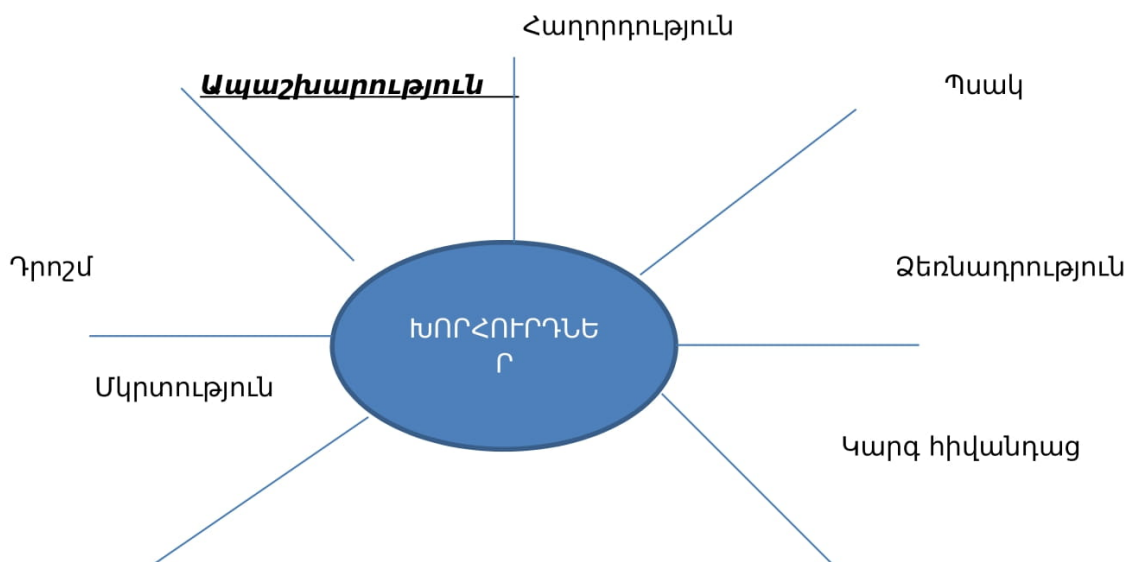 Հաղորդություն
Ապաշխարություն
Պսակ
Դրոշմ
Ձեռնադրություն
ԽՈՐՀՈՒՐԴՆԵ
Ր
Մկրտություն
Կարգ հիվանդաց